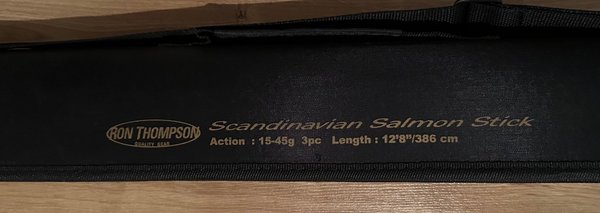 RON THOMPSON
QUALITY GEAR
Scandinavian Salmon Stick
Action : 15-45g 3pc Length : 12'8"/386 cm